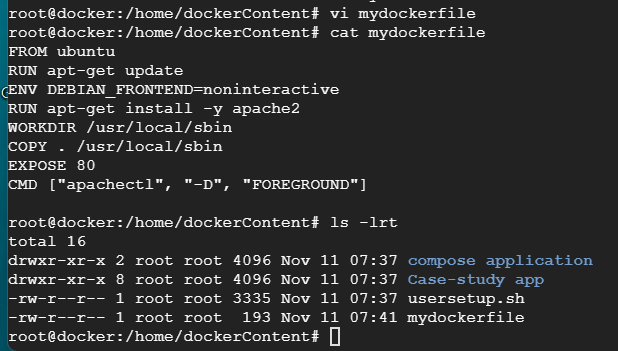 root@docker:/home/dockerContent# vi mydockerfile
root@docker:/home/dockerContent# cat mydockerfile
FROM ubuntu
RUN apt-get update
ENV DEBIAN_FRONTEND=noninteractive
RUN apt-get install -y apache2
WORKDIR /usr/local/sbin
COPY . /usr/local/sbin
EXPOSE 80
CMD ["apachectl", "-D", "FOREGROUND"]
root@docker:/home/dockerContent# ls -lrt
total 16
drwxr-xr-x 2 root root 4096 Nov 11 07:37 compose application
drwxr-xr-x 8 root root 4096 Nov 11 07:37 Case-study app
-rw-r--r-- 1 root root 3335 Nov 11 07:37 usersetup.sh
-rw-r--r-- 1 root root  193 Nov 11 07:41 mydockerfile
root@docker:/home/dockerContent#